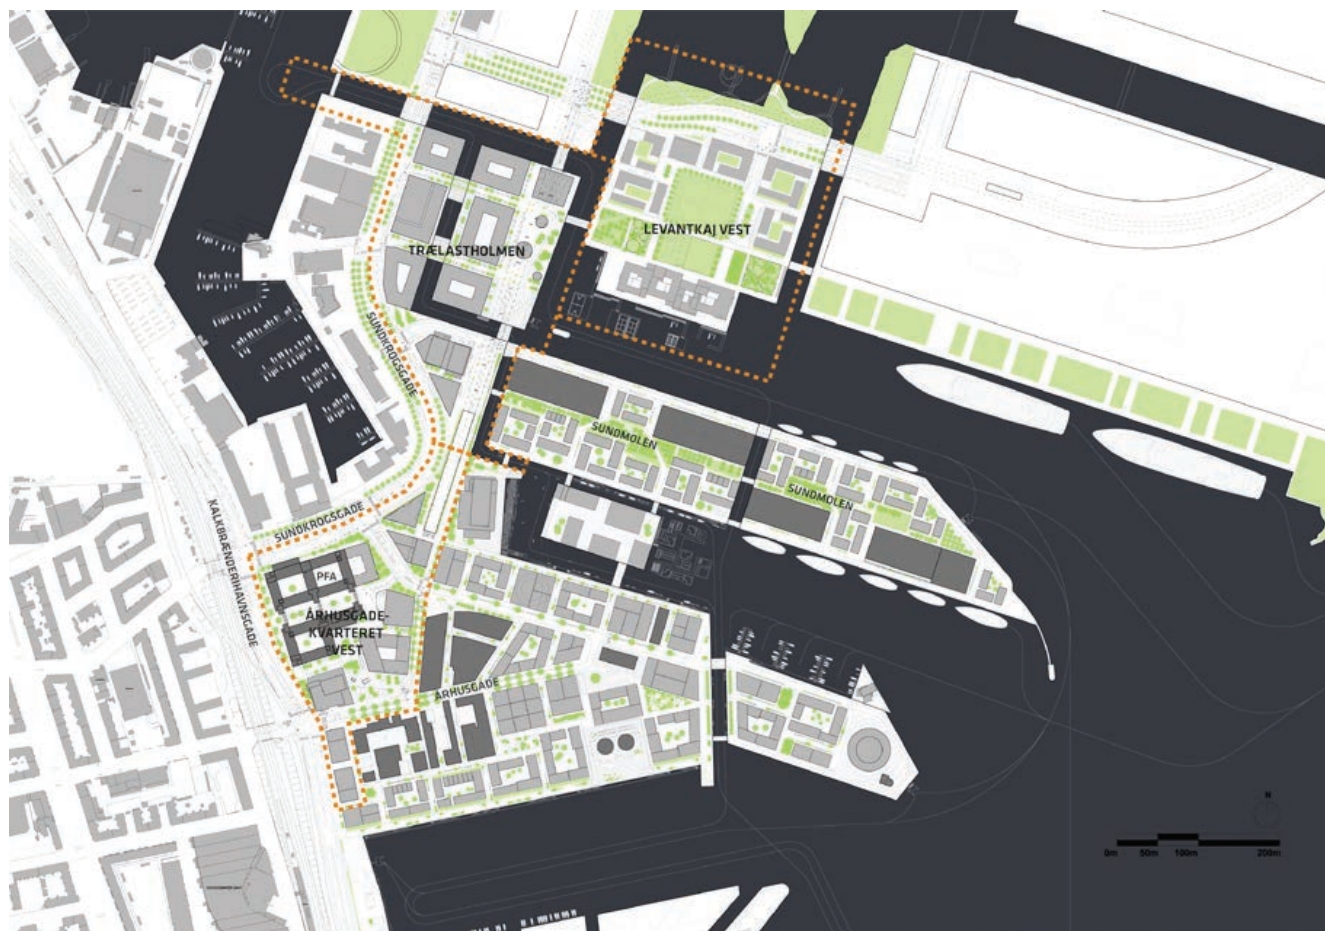 LEVANTKAJ VEST
TRÆLASTHOLMEN
SUNDKROGSGADE
SUNDMOLEN
SUNDMOLEN
SUNDKROGSGADE
KALKBRÆNDERIHAVNSGADE
PFA
ÅRHUSGADE-
KVARTERET
VEST
ÅRHUSGADE
N
0m 50m 100m 200m